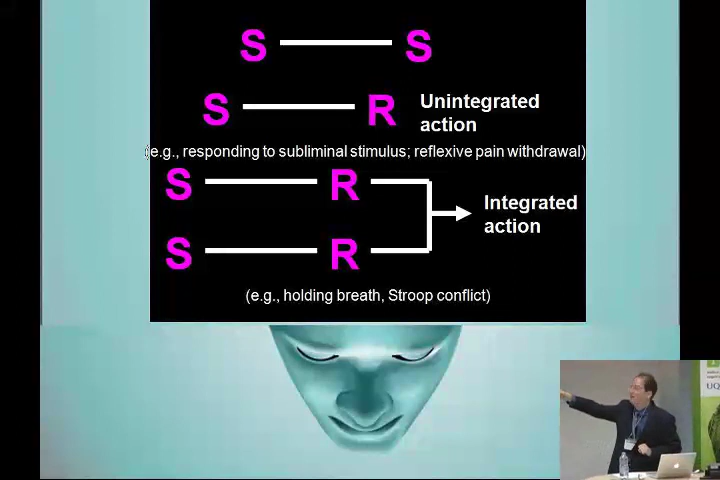 S S
S R Unintegrated
action
(e.g., responding to subliminal stimulus; reflexive pain withdrawal)
S R
Integrated
action
S R
(e.g., holding breath, Stroop conflict)
UQ